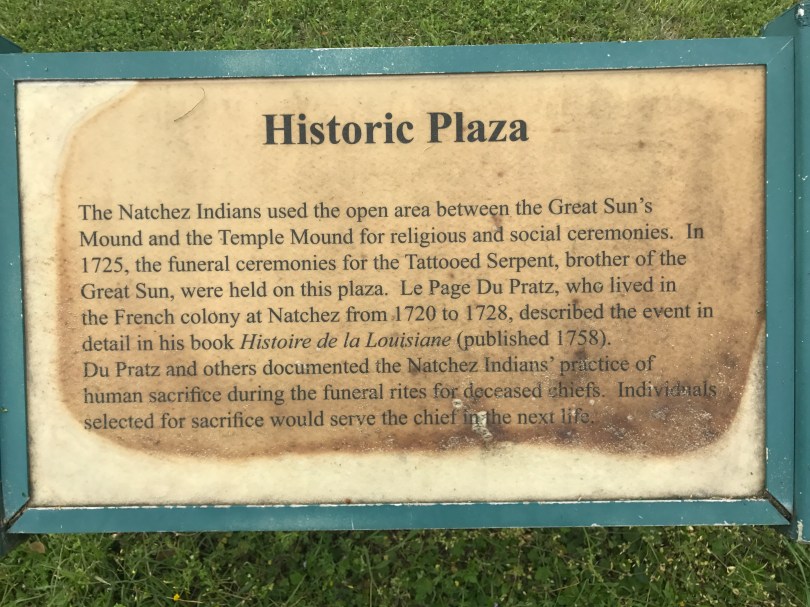 Historic Plaza
The Natchez Indians used the open area between the Great Sun's
Mound and the Temple Mound for religious and social ceremonies. In
1725, the funeral ceremonies for the Tattooed Serpent, brother of the
Great Sun, were held on this plaza. Le Page Du Pratz, who lived in
the French colony at Natchez from 1720 to 1728, described the event in
detail in his book Histoire de la Louisiane (published 1758).
Du Pratz and others documented the Natchez Indians' practice of
human sacrifice during the funeral rites for deceased chiefs. Individuals
selected for sacrifice would serve the chief in the next life.